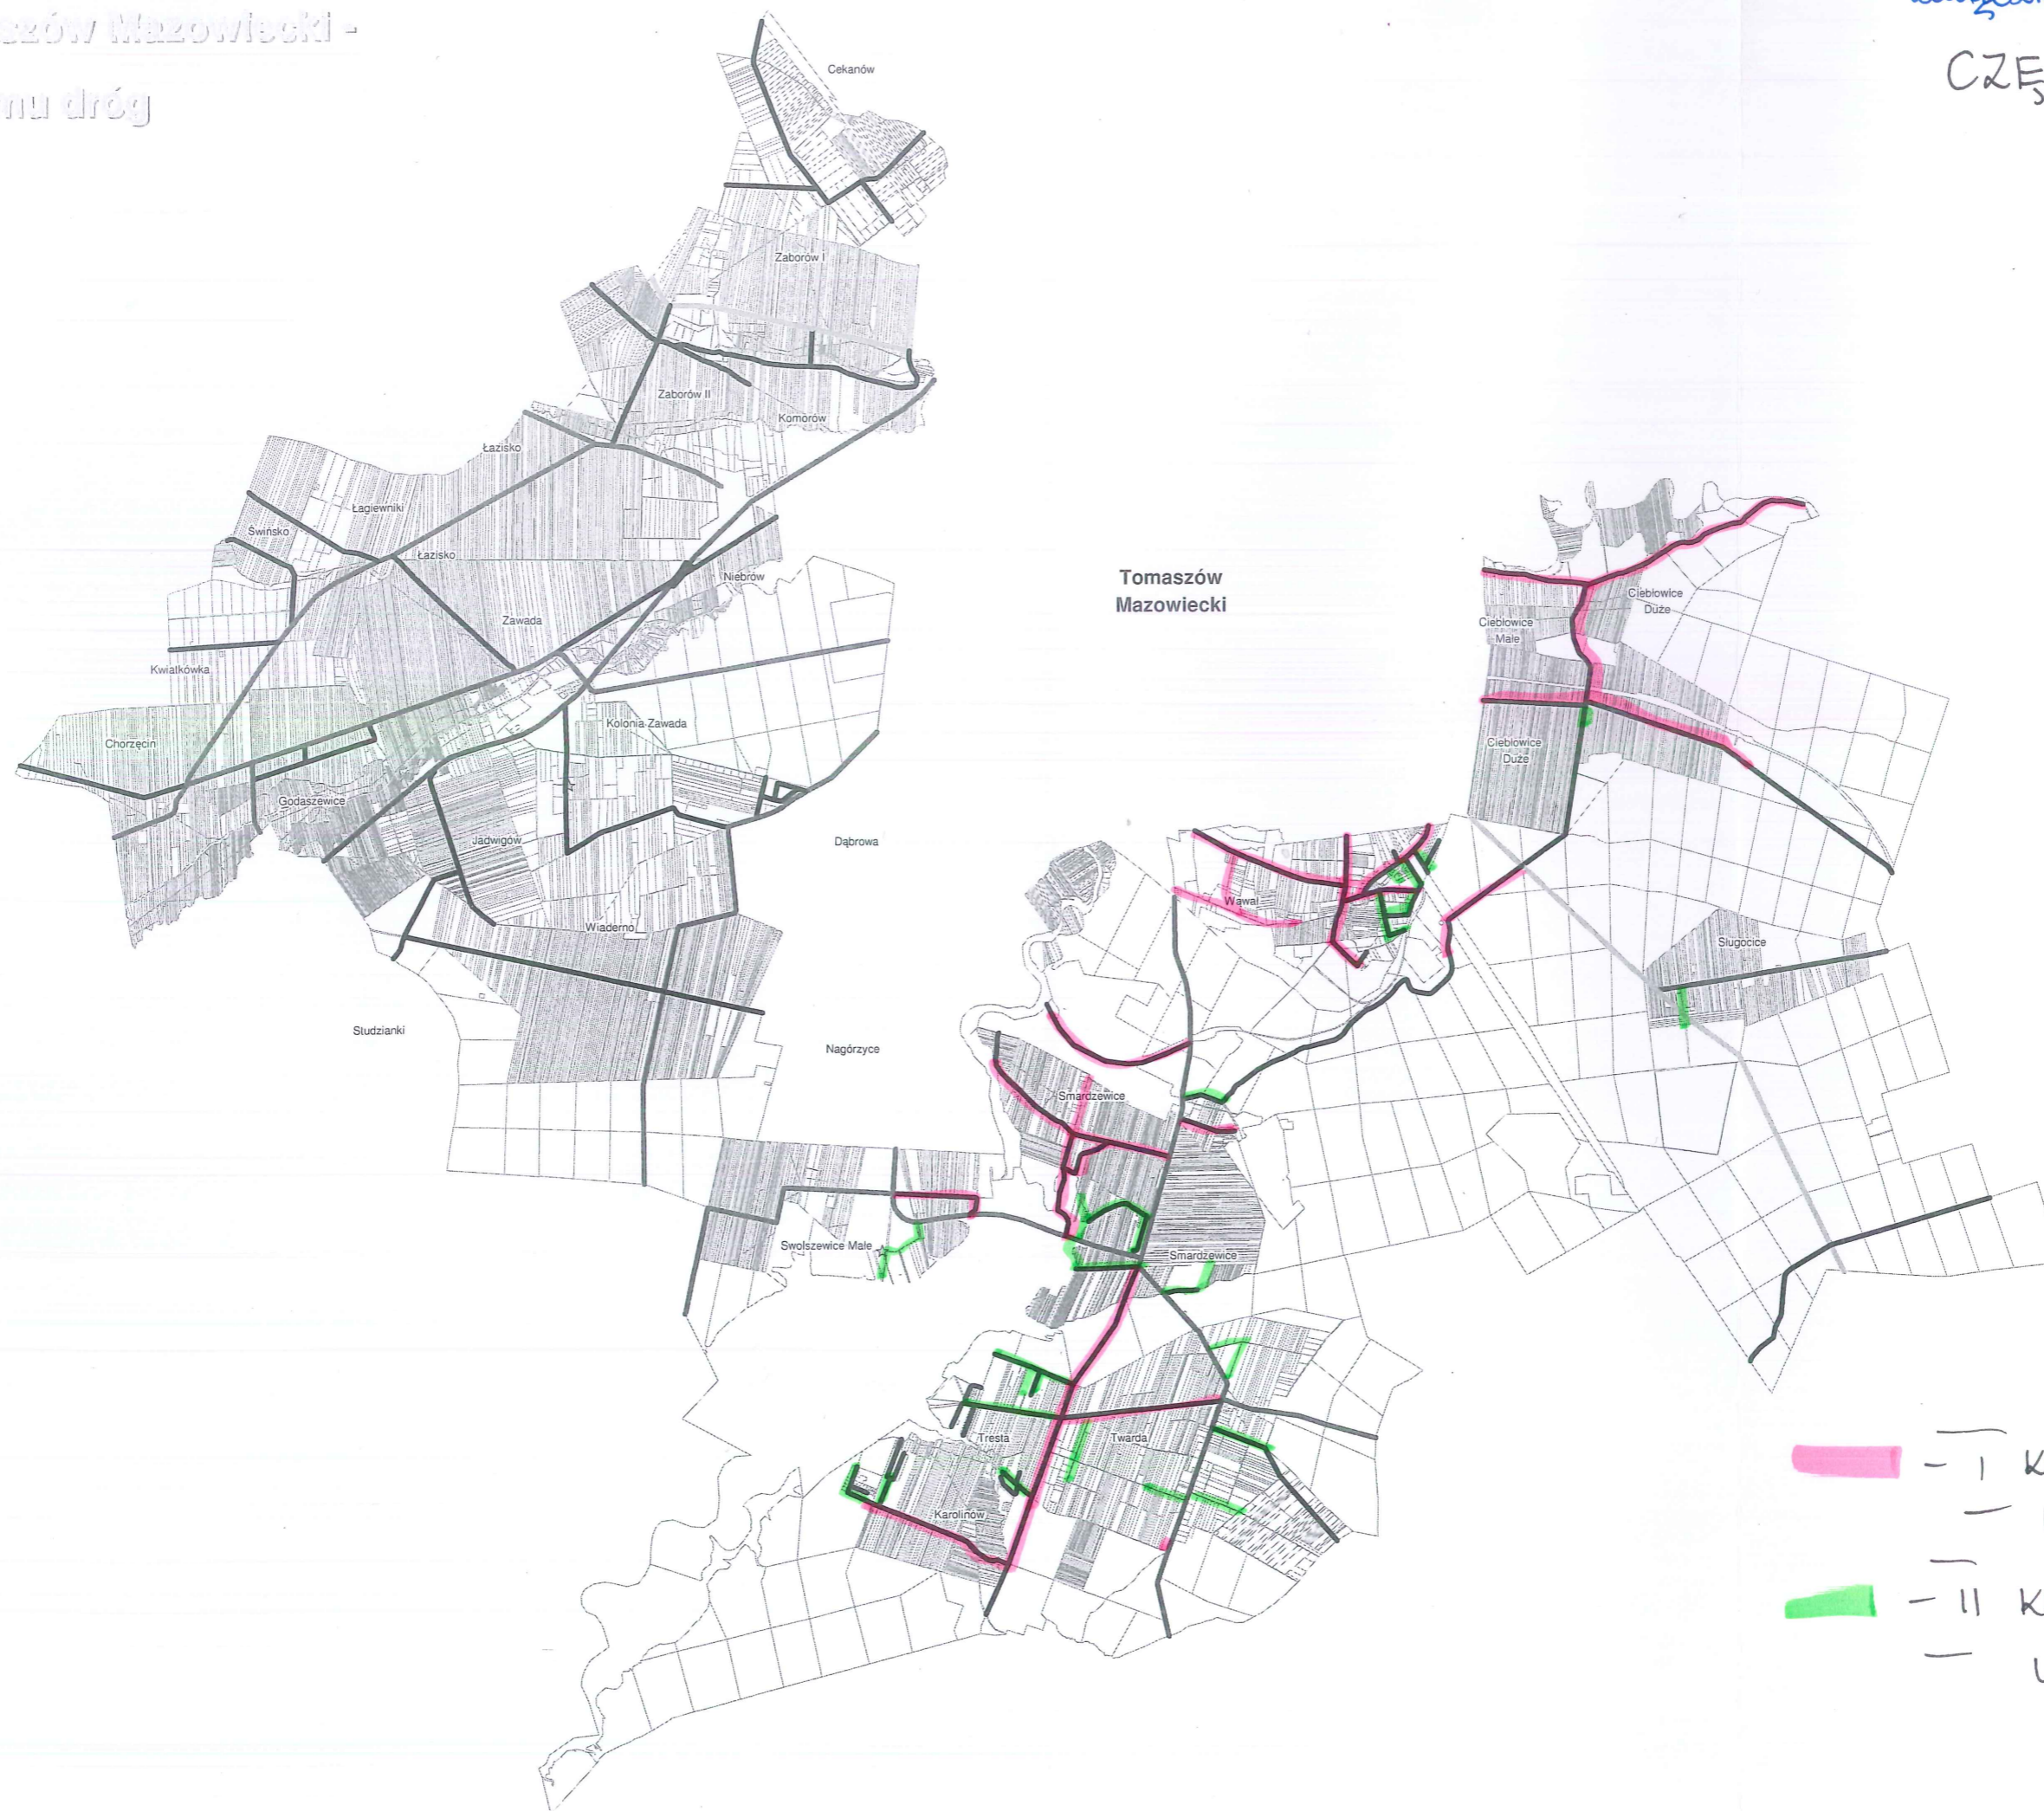 szów Mazowiecki -
mu dróg
CZĘŚ
Cekanów
Zaborów I
Zaborów II
Komorów
Łazisko
Łagiewniki
Świńsko
Łazisko
Niebrów
Zawada
Kwiatkówka
Kolonia Zawada
Chorzęcin
Godaszewice
Jadwigów
Dąbrowa
Wiaderno
Studzianki
Nagórzyce
Tomaszów
Mazowiecki
Ciebłowice
Duże
Ciebłowice
Małe
Ciebłowice
Duże
Wąwał
Sługocice
Smardzewice
Swolszewice Małe
Smardzewice
Tresta
Twarda
Karolinów
- I K
- II K